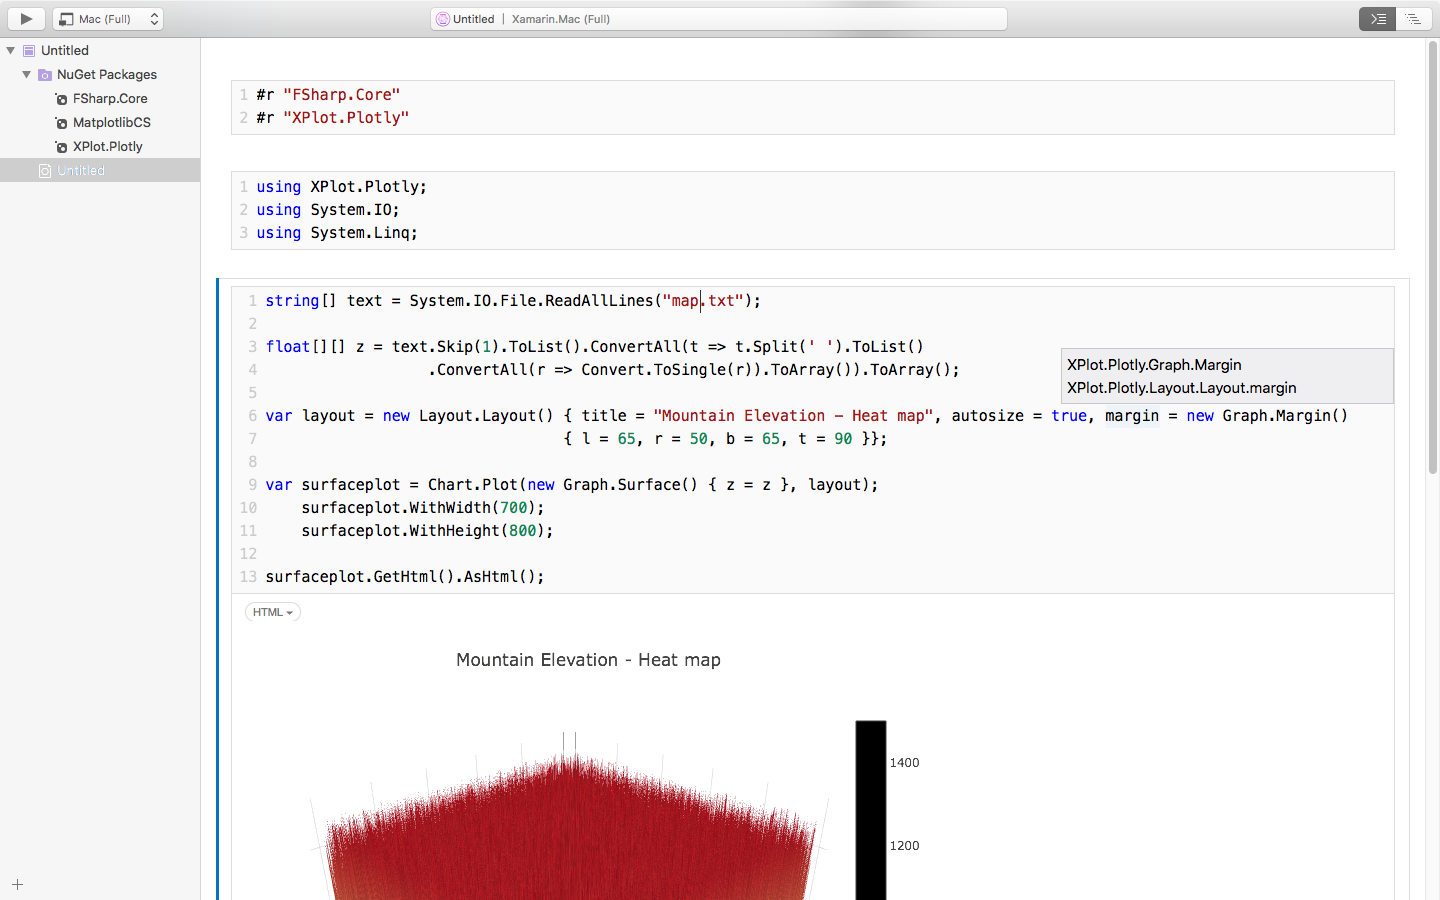 Mac (Full)
Untitled | Xamarin.Mac (Full)
Untitled
NuGet Packages
FSharp.Core
MatplotlibCS
XPlot.Plotly
Untitled
1 #r "FSharp.Core"
2 #r "XPlot.Plotly"
1 using XPlot.Plotly;
2 using System.IO;
3 using System.Linq;
1 string[] text = System.IO.File.ReadAllLines("map.txt");
2
3 float[][] z = text.Skip(1).ToList().ConvertAll(t => t.Split(' ').ToList()
4 .ConvertAll(r => Convert.ToSingle(r)).ToArray()).ToArray();
XPlot.Plotly.Graph.Margin
XPlot.Plotly.Layout.Layout.margin
5
6 var layout = new Layout.Layout() { title = "Mountain Elevation – Heat map", autosize = true, margin = new Graph.Margin()
7 { l = 65, r = 50, b = 65, t = 90 }};
8
9 var surfaceplot = Chart.Plot(new Graph.Surface() { z = z }, layout);
10 surfaceplot.WithWidth(700);
11 surfaceplot.WithHeight(800);
12
13 surfaceplot.GetHtml().AsHtml();
HTML
Mountain Elevation - Heat map
1400
1200